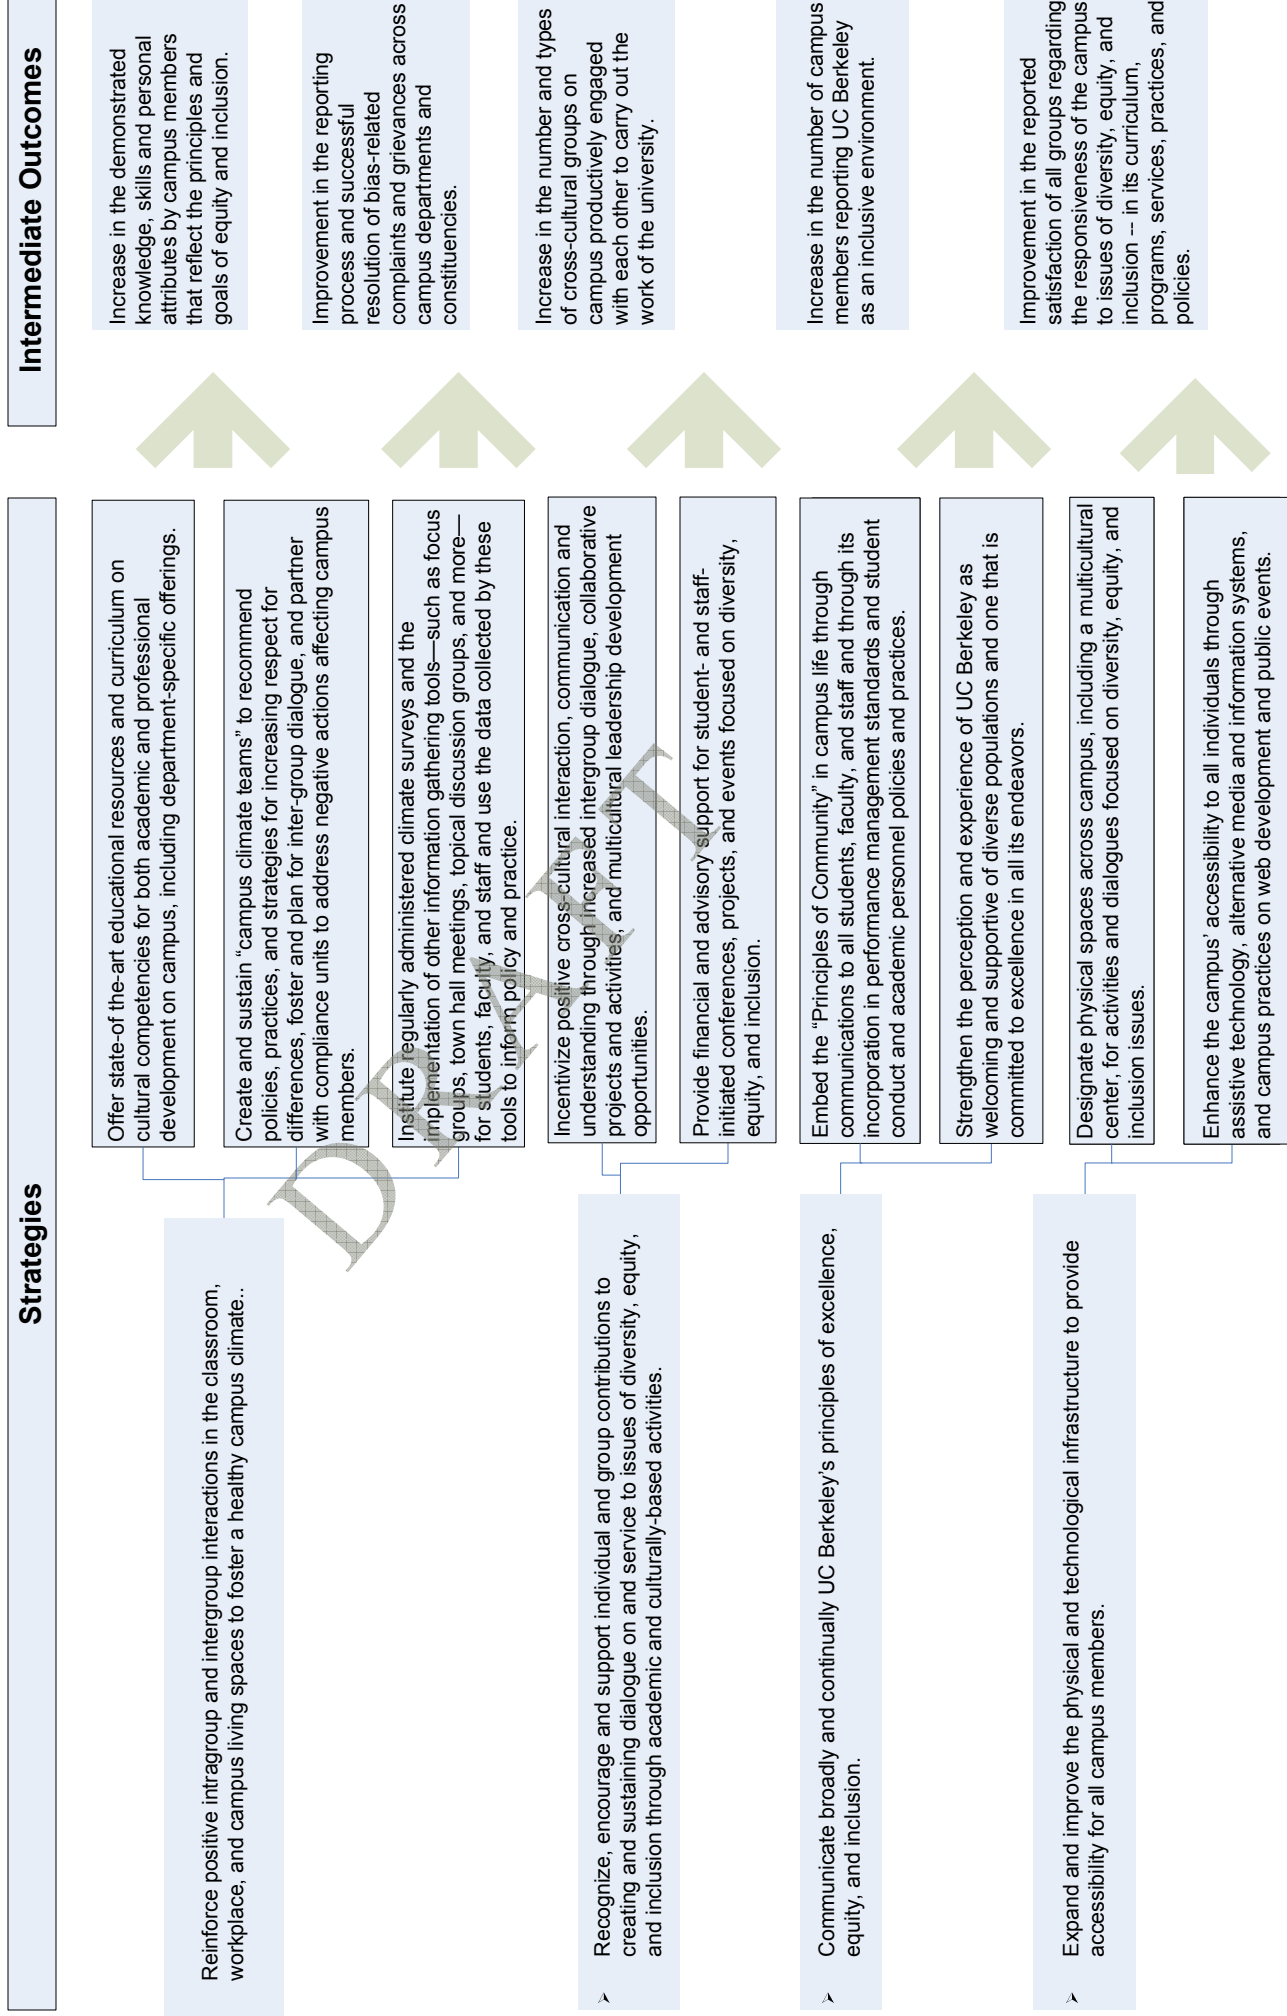 Strategies
Intermediate Outcomes
Reinforce positive intragroup and intergroup interactions in the classroom,
workplace, and campus living spaces to foster a healthy campus climate..
Offer state-of the-art educational resources and curriculum on
cultural competencies for both academic and professional
development on campus, including department-specific offerings.
Create and sustain “campus climate teams” to recommend
policies, practices, and strategies for increasing respect for
differences, foster and plan for inter-group dialogue, and partner
with compliance units to address negative actions affecting campus
members.
Institute regularly administered climate surveys and the
implementation of other information gathering tools—such as focus
groups, town hall meetings, topical discussion groups, and more—
for students, faculty, and staff and use the data collected by these
tools to inform policy and practice.
➢ Recognize, encourage and support individual and group contributions to
creating and sustaining dialogue on and service to issues of diversity, equity,
and inclusion through academic and culturally-based activities.
Incentivize positive cross-cultural interaction, communication and
understanding through increased intergroup dialogue, collaborative
projects and activities, and multicultural leadership development
opportunities.
Provide financial and advisory support for student- and staff-
initiated conferences, projects, and events focused on diversity,
equity, and inclusion.
➢ Communicate broadly and continually UC Berkeley’s principles of excellence,
equity, and inclusion.
Embed the “Principles of Community” in campus life through
communications to all students, faculty, and staff and through its
incorporation in performance management standards and student
conduct and academic personnel policies and practices.
Strengthen the perception and experience of UC Berkeley as
welcoming and supportive of diverse populations and one that is
committed to excellence in all its endeavors.
➢ Expand and improve the physical and technological infrastructure to provide
accessibility for all campus members.
Designate physical spaces across campus, including a multicultural
center, for activities and dialogues focused on diversity, equity, and
inclusion issues.
Enhance the campus’ accessibility to all individuals through
assistive technology, alternative media and information systems,
and campus practices on web development and public events.
Increase in the demonstrated
knowledge, skills and personal
attributes by campus members
that reflect the principles and
goals of equity and inclusion.
Improvement in the reporting
process and successful
resolution of bias-related
complaints and grievances across
campus departments and
constituencies.
Increase in the number and types
of cross-cultural groups on
campus productively engaged
with each other to carry out the
work of the university.
Increase in the number of campus
members reporting UC Berkeley
as an inclusive environment.
Improvement in the reported
satisfaction of all groups regarding
the responsiveness of the campus
to issues of diversity, equity, and
inclusion -- in its curriculum,
programs, services, practices, and
policies.
DRAFT